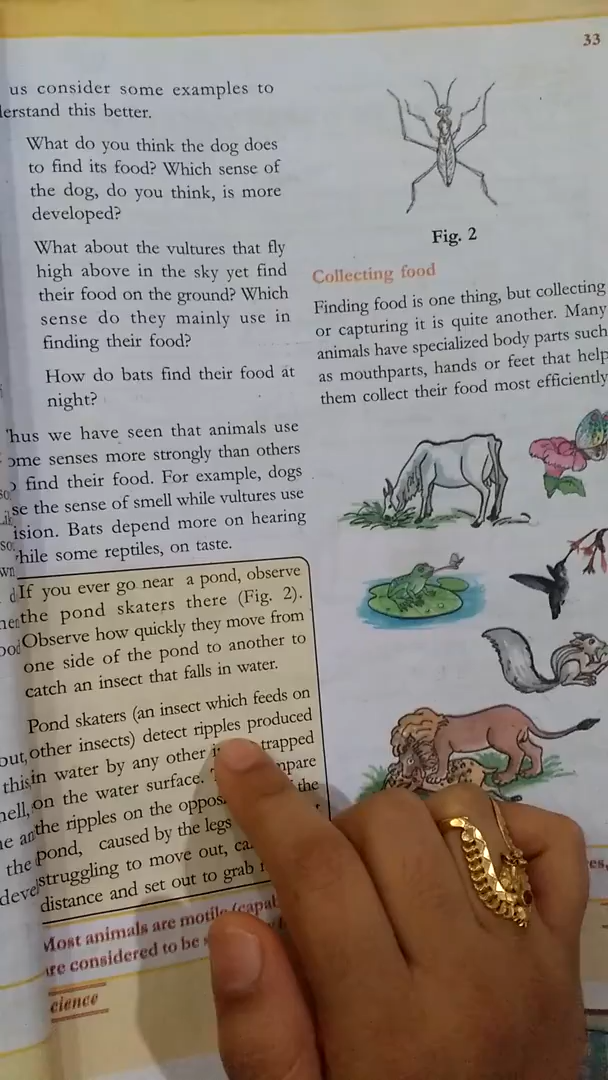 33
us consider some examples to
erstand this better.
What do you think the dog does
to find its food? Which sense of
the dog, do you think, is more
developed?
What about the vultures that fly
high above in the sky yet find
their food on the ground? Which
sense do they mainly use in
finding their food?
How do bats find their food at
night?
hus we have seen that animals use
ome senses more strongly than others
find their food. For example, dogs
se the sense of smell while vultures use
ision. Bats depend more on hearing
hile some reptiles, on taste.
If you ever go near a pond, observe
the pond skaters there (Fig. 2).
Observe how quickly they move from
one side of the pond to another to
catch an insect that falls in water.
Pond skaters (an insect which feeds on
other insects) detect ripples produced
in water by any other trapped
on the water surface. mpare
the ripples on the oppos the
pond, caused by the legs
struggling to move out, ca
distance and set out to grab
Most animals are motile (capab
are considered to be
cience
Fig. 2
Collecting food
Finding food is one thing, but collecting
or capturing it is quite another. Many
animals have specialized body parts such
as mouthparts, hands or feet that help
them collect their food most efficiently
es,